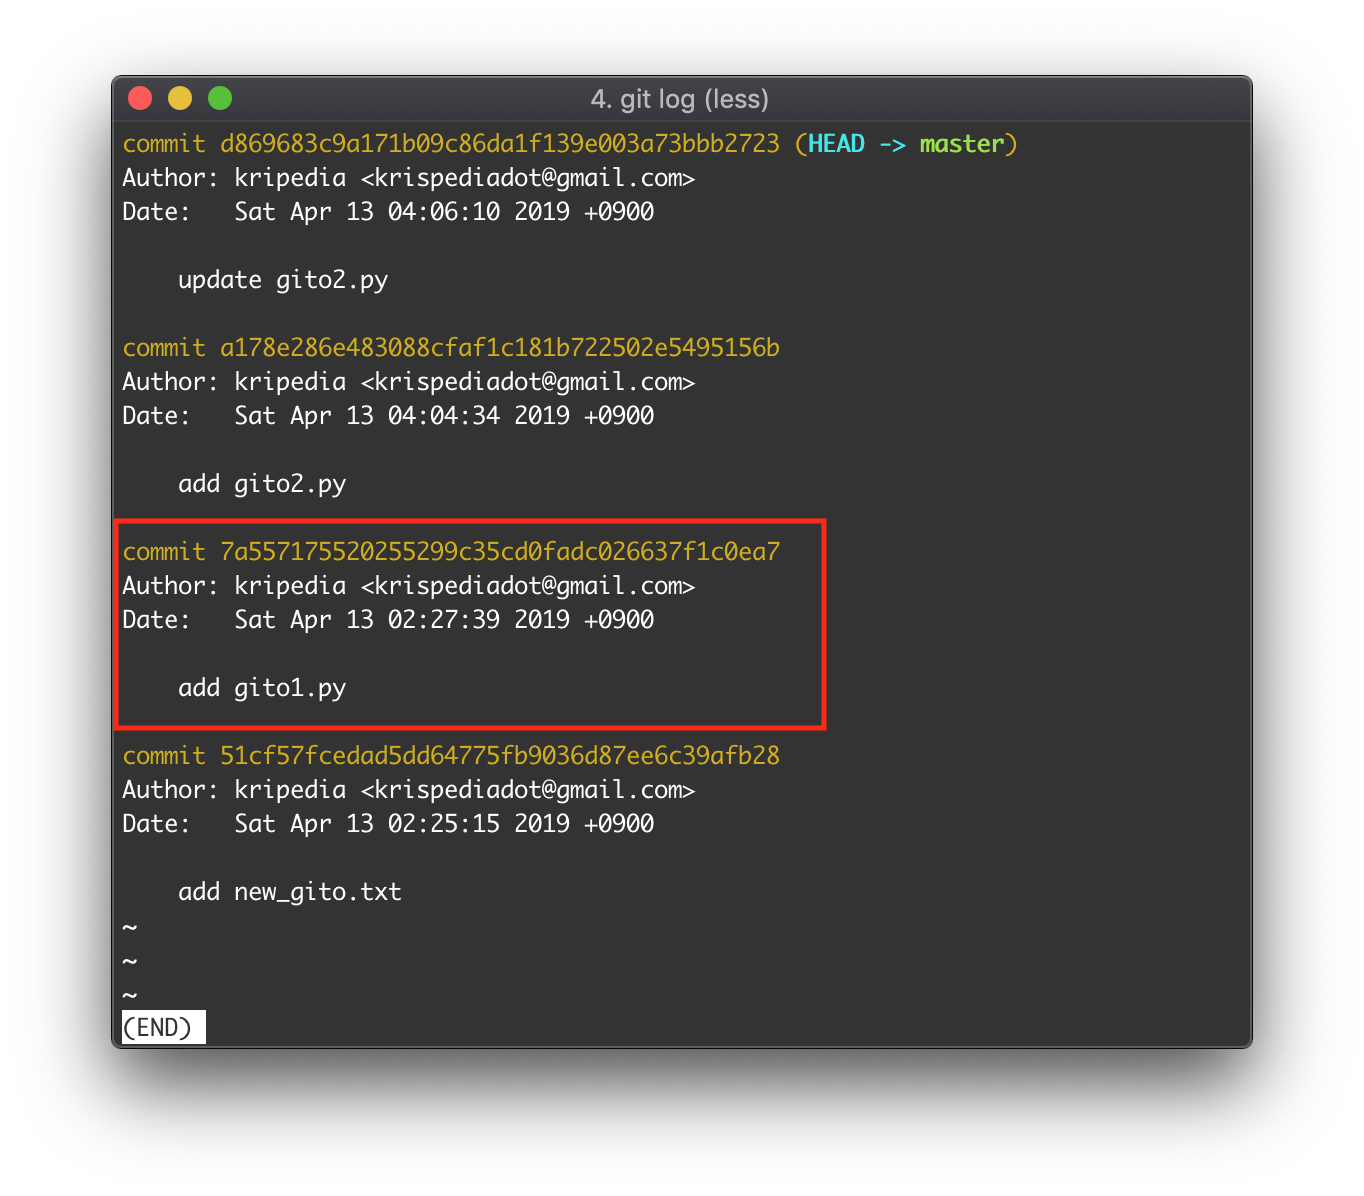 4. git log (less)
commit d869683c9a171b09c86da1f139e003a73bbb2723 (HEAD -> master)
Author: kripedia <krispediadot@gmail.com>
Date:   Sat Apr 13 04:06:10 2019 +0900
    update gito2.py
commit a178e286e483088cfaf1c181b722502e5495156b
Author: kripedia <krispediadot@gmail.com>
Date:   Sat Apr 13 04:04:34 2019 +0900
    add gito2.py
commit 7a557175520255299c35cd0fadc026637f1c0ea7
Author: kripedia <krispediadot@gmail.com>
Date:   Sat Apr 13 02:27:39 2019 +0900
    add gito1.py
commit 51cf57fcedad5dd64775fb9036d87ee6c39afb28
Author: kripedia <krispediadot@gmail.com>
Date:   Sat Apr 13 02:25:15 2019 +0900
    add new_gito.txt
~
~
~
(END)